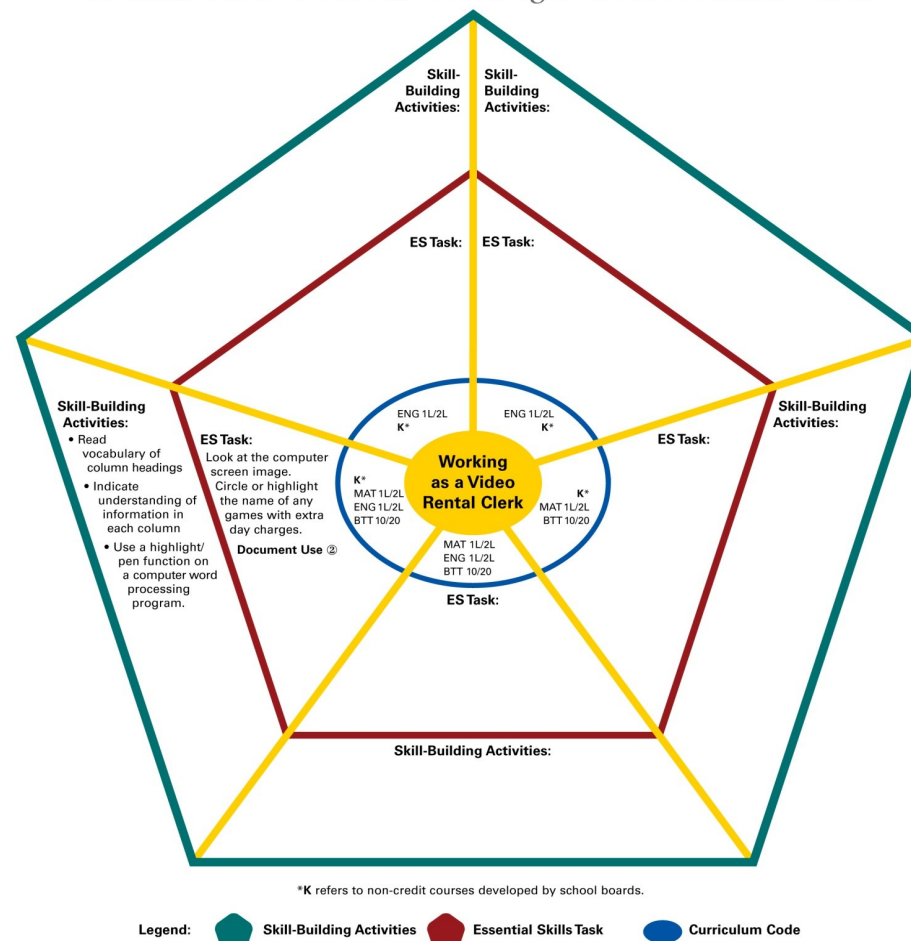 Skill-
Building
Activities:
Skill-
Building
Activities:
ES Task:
ES Task:
ENG 1L/2L
K*
ENG 1L/2L
K*
Skill-Building
Activities:
• Read
vocabulary of
column headings
• Indicate
understanding of
information in
each column
• Use a highlight/
pen function on
a computer word
processing
program.
ES Task:
Look at the computer
screen image.
Circle or highlight
the name of any
games with extra
day charges.
Document Use ②
K*
MAT 1L/2L
ENG 1L/2L
BTT 10/20
Working
as a Video
Rental Clerk
K*
MAT 1L/2L
BTT 10/20
ES Task:
Skill-Building
Activities:
MAT 1L/2L
ENG 1L/2L
BTT 10/20
ES Task:
Skill-Building Activities:
*K refers to non-credit courses developed by school boards.
Legend: Skill-Building Activities Essential Skills Task Curriculum Code